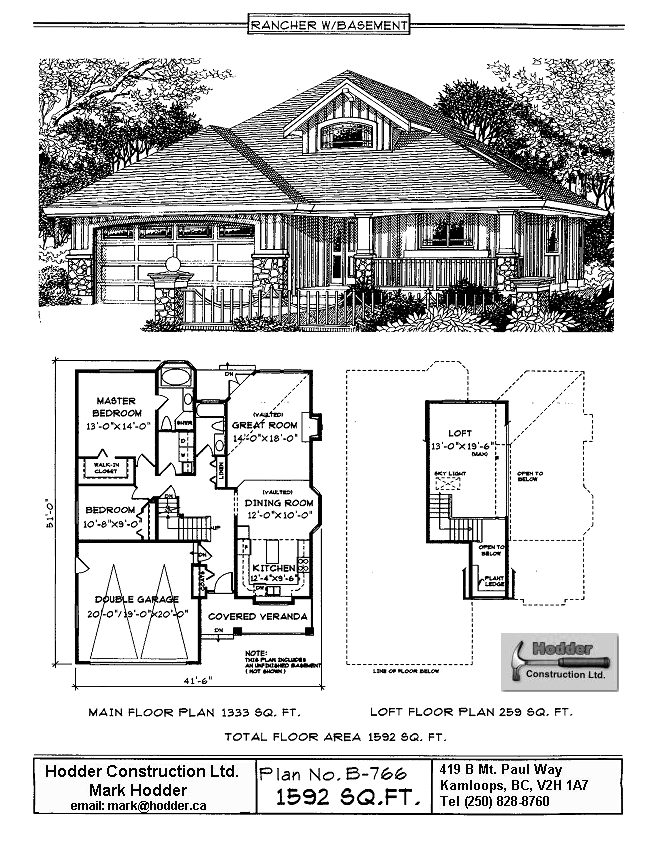 RANCHER W/BASEMENT
MASTER
BEDROOM
13'-0"X14'-0"
SHWR
WALK-IN
CLOSET
BEDROOM
10'-8"X9'-0"
DN
(VAULTED)
GREAT ROOM
14'-0"X18'-0"
D
W
LINEN
(VAULTED)
DINING ROOM
12'-0"X10'-0"
DN
UP
DN
KITCHEN
12'-4"X9'-6"
COATS
DOUBLE GARAGE
20'-0"/19'-0"X20'-0"
COVERED VERANDA
DN
51'-0"
41'-6"
NOTE:
THIS PLAN INCLUDES
AN UNFINISHED BASEMENT
(NOT SHOWN)
LOFT
13'-0"X19'-6"
(MAX)
SKY LIGHT
OPEN TO
BELOW
DN
OPEN TO
BELOW
PLANT
LEDGE
LINE OF FLOOR BELOW
Hodder
Construction Ltd.
MAIN FLOOR PLAN 1333 SQ. FT.
LOFT FLOOR PLAN 259 SQ. FT.
TOTAL FLOOR AREA 1592 SQ. FT.
Hodder Construction Ltd.
Mark Hodder
email: mark@hodder.ca
Plan No. B-766
1592 SQ.FT.
419 B Mt. Paul Way
Kamloops, BC, V2H 1A7
Tel (250) 828-8760